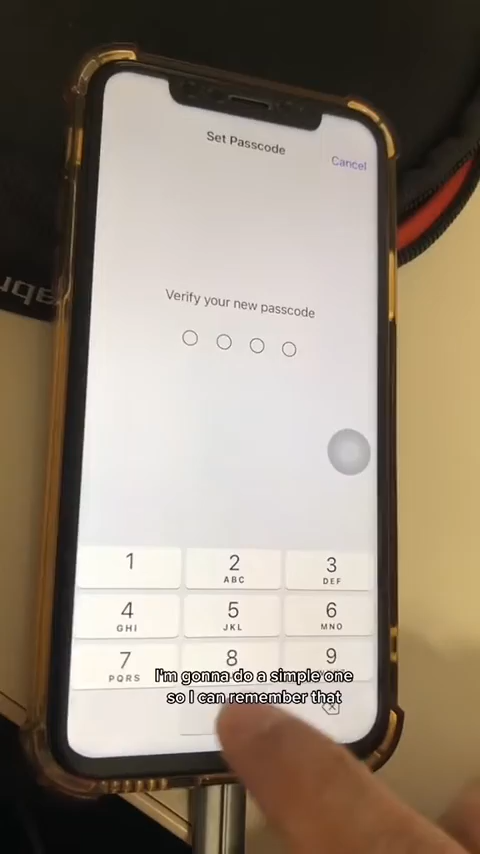 Set Passcode
Cancel
Verify your new passcode
1
2
ABC
3
DEF
4
GHI
5
JKL
6
MNO
7
PQRS
8
9
I'm gonna do a simple one
so I can remember that